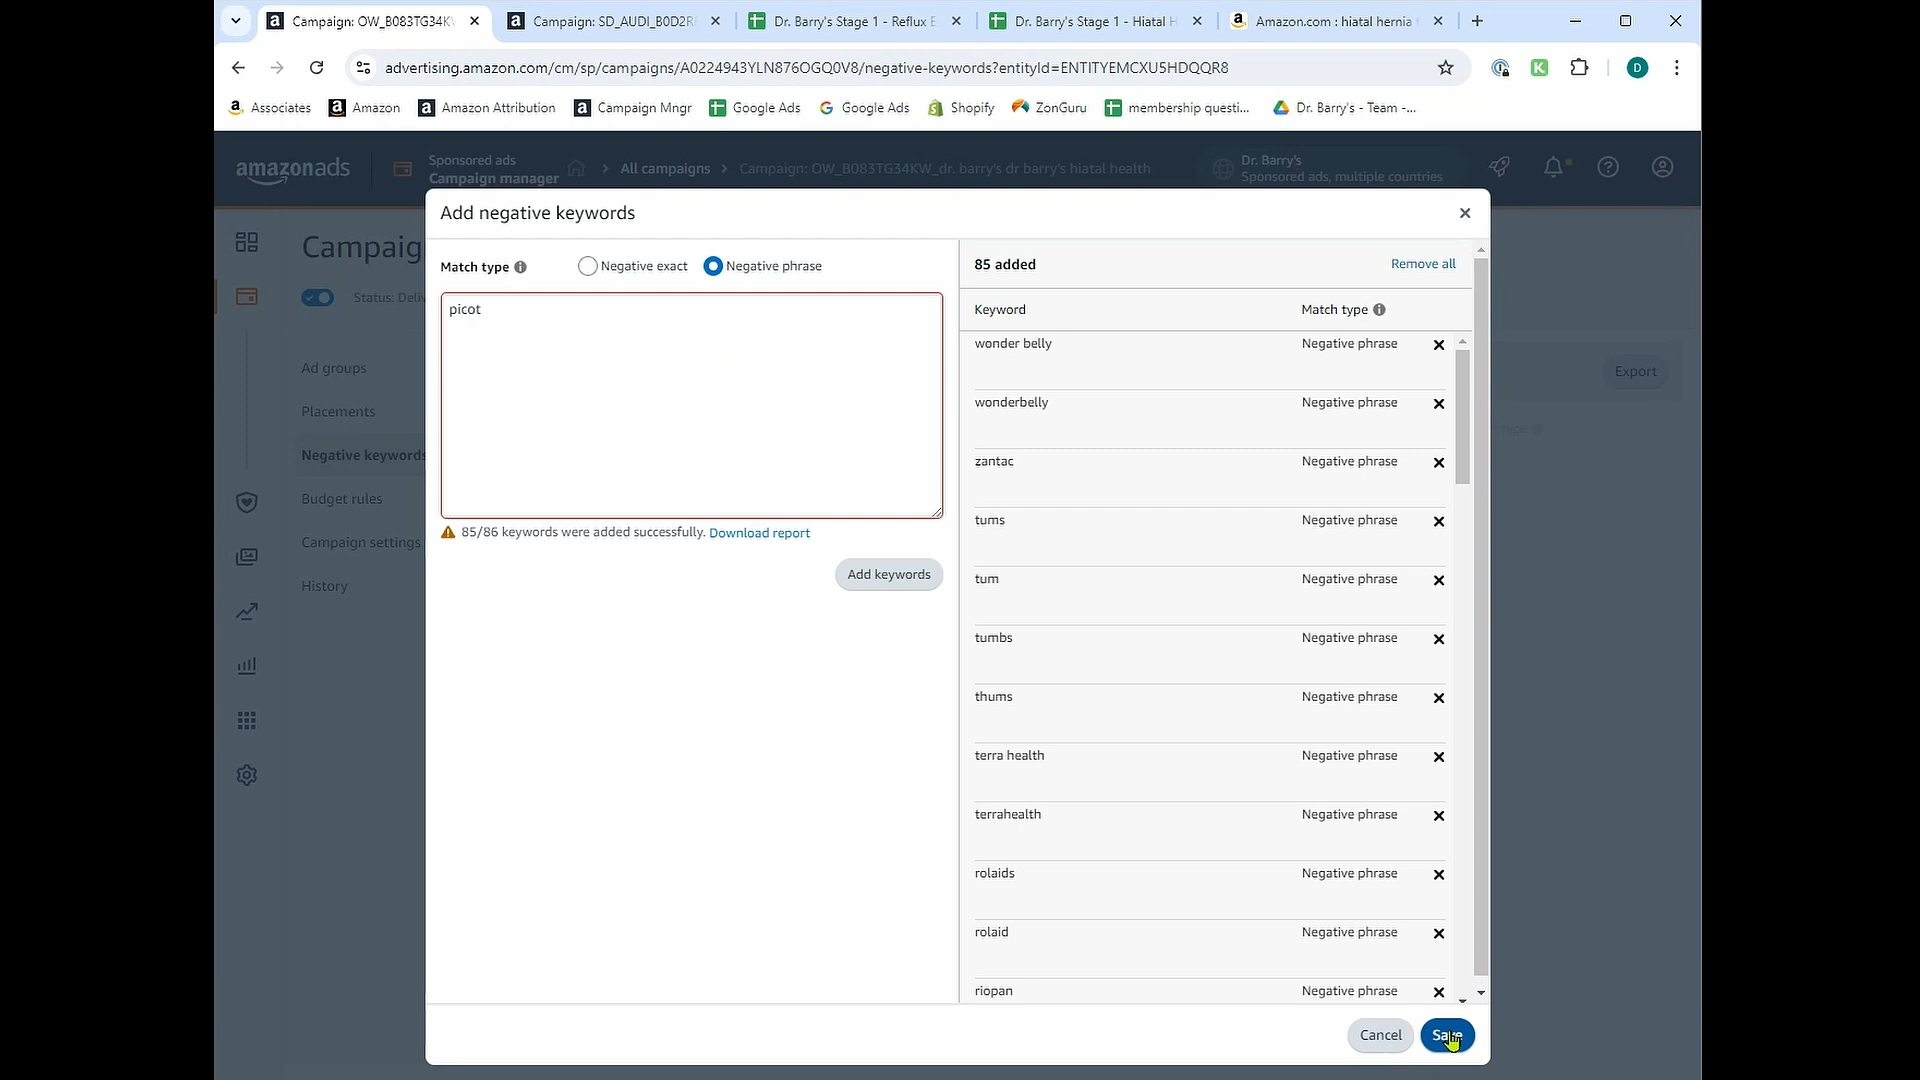 Campaign: OW_B083TG34KW
Campaign: SD_AUDI_B0D2R
Dr. Barry's Stage 1 - Reflux E
Dr. Barry's Stage 1 - Hiatal H
Amazon.com : hiatal hernia
advertising.amazon.com/cm/sp/campaigns/A0224943YLN876OGQ0V8/negative-keywords?entityId=ENTITYEMCXU5HDQQR8
K
D
Associates
Amazon
Amazon Attribution
Campaign Mngr
Google Ads
Google Ads
Shopify
ZonGuru
membership questi...
Dr. Barry's - Team -...
amazonads
Sponsored ads
Campaign manager
All campaigns
Campaign: OW_B083TG34KW_dr. barry's dr barry's hiatal health
Dr. Barry's
Sponsored ads, multiple countries
Campaig
Status: Deli
Ad groups
Placements
Negative keywords
Budget rules
Campaign settings
History
Export
Add negative keywords
Match type
Negative exact
Negative phrase
picot
85/86 keywords were added successfully. Download report
Add keywords
85 added
Remove all
Keyword
Match type
wonder belly
Negative phrase
wonderbelly
Negative phrase
zantac
Negative phrase
tums
Negative phrase
tum
Negative phrase
tumbs
Negative phrase
thums
Negative phrase
terra health
Negative phrase
terrahealth
Negative phrase
rolaids
Negative phrase
rolaid
Negative phrase
riopan
Negative phrase
Cancel
Save